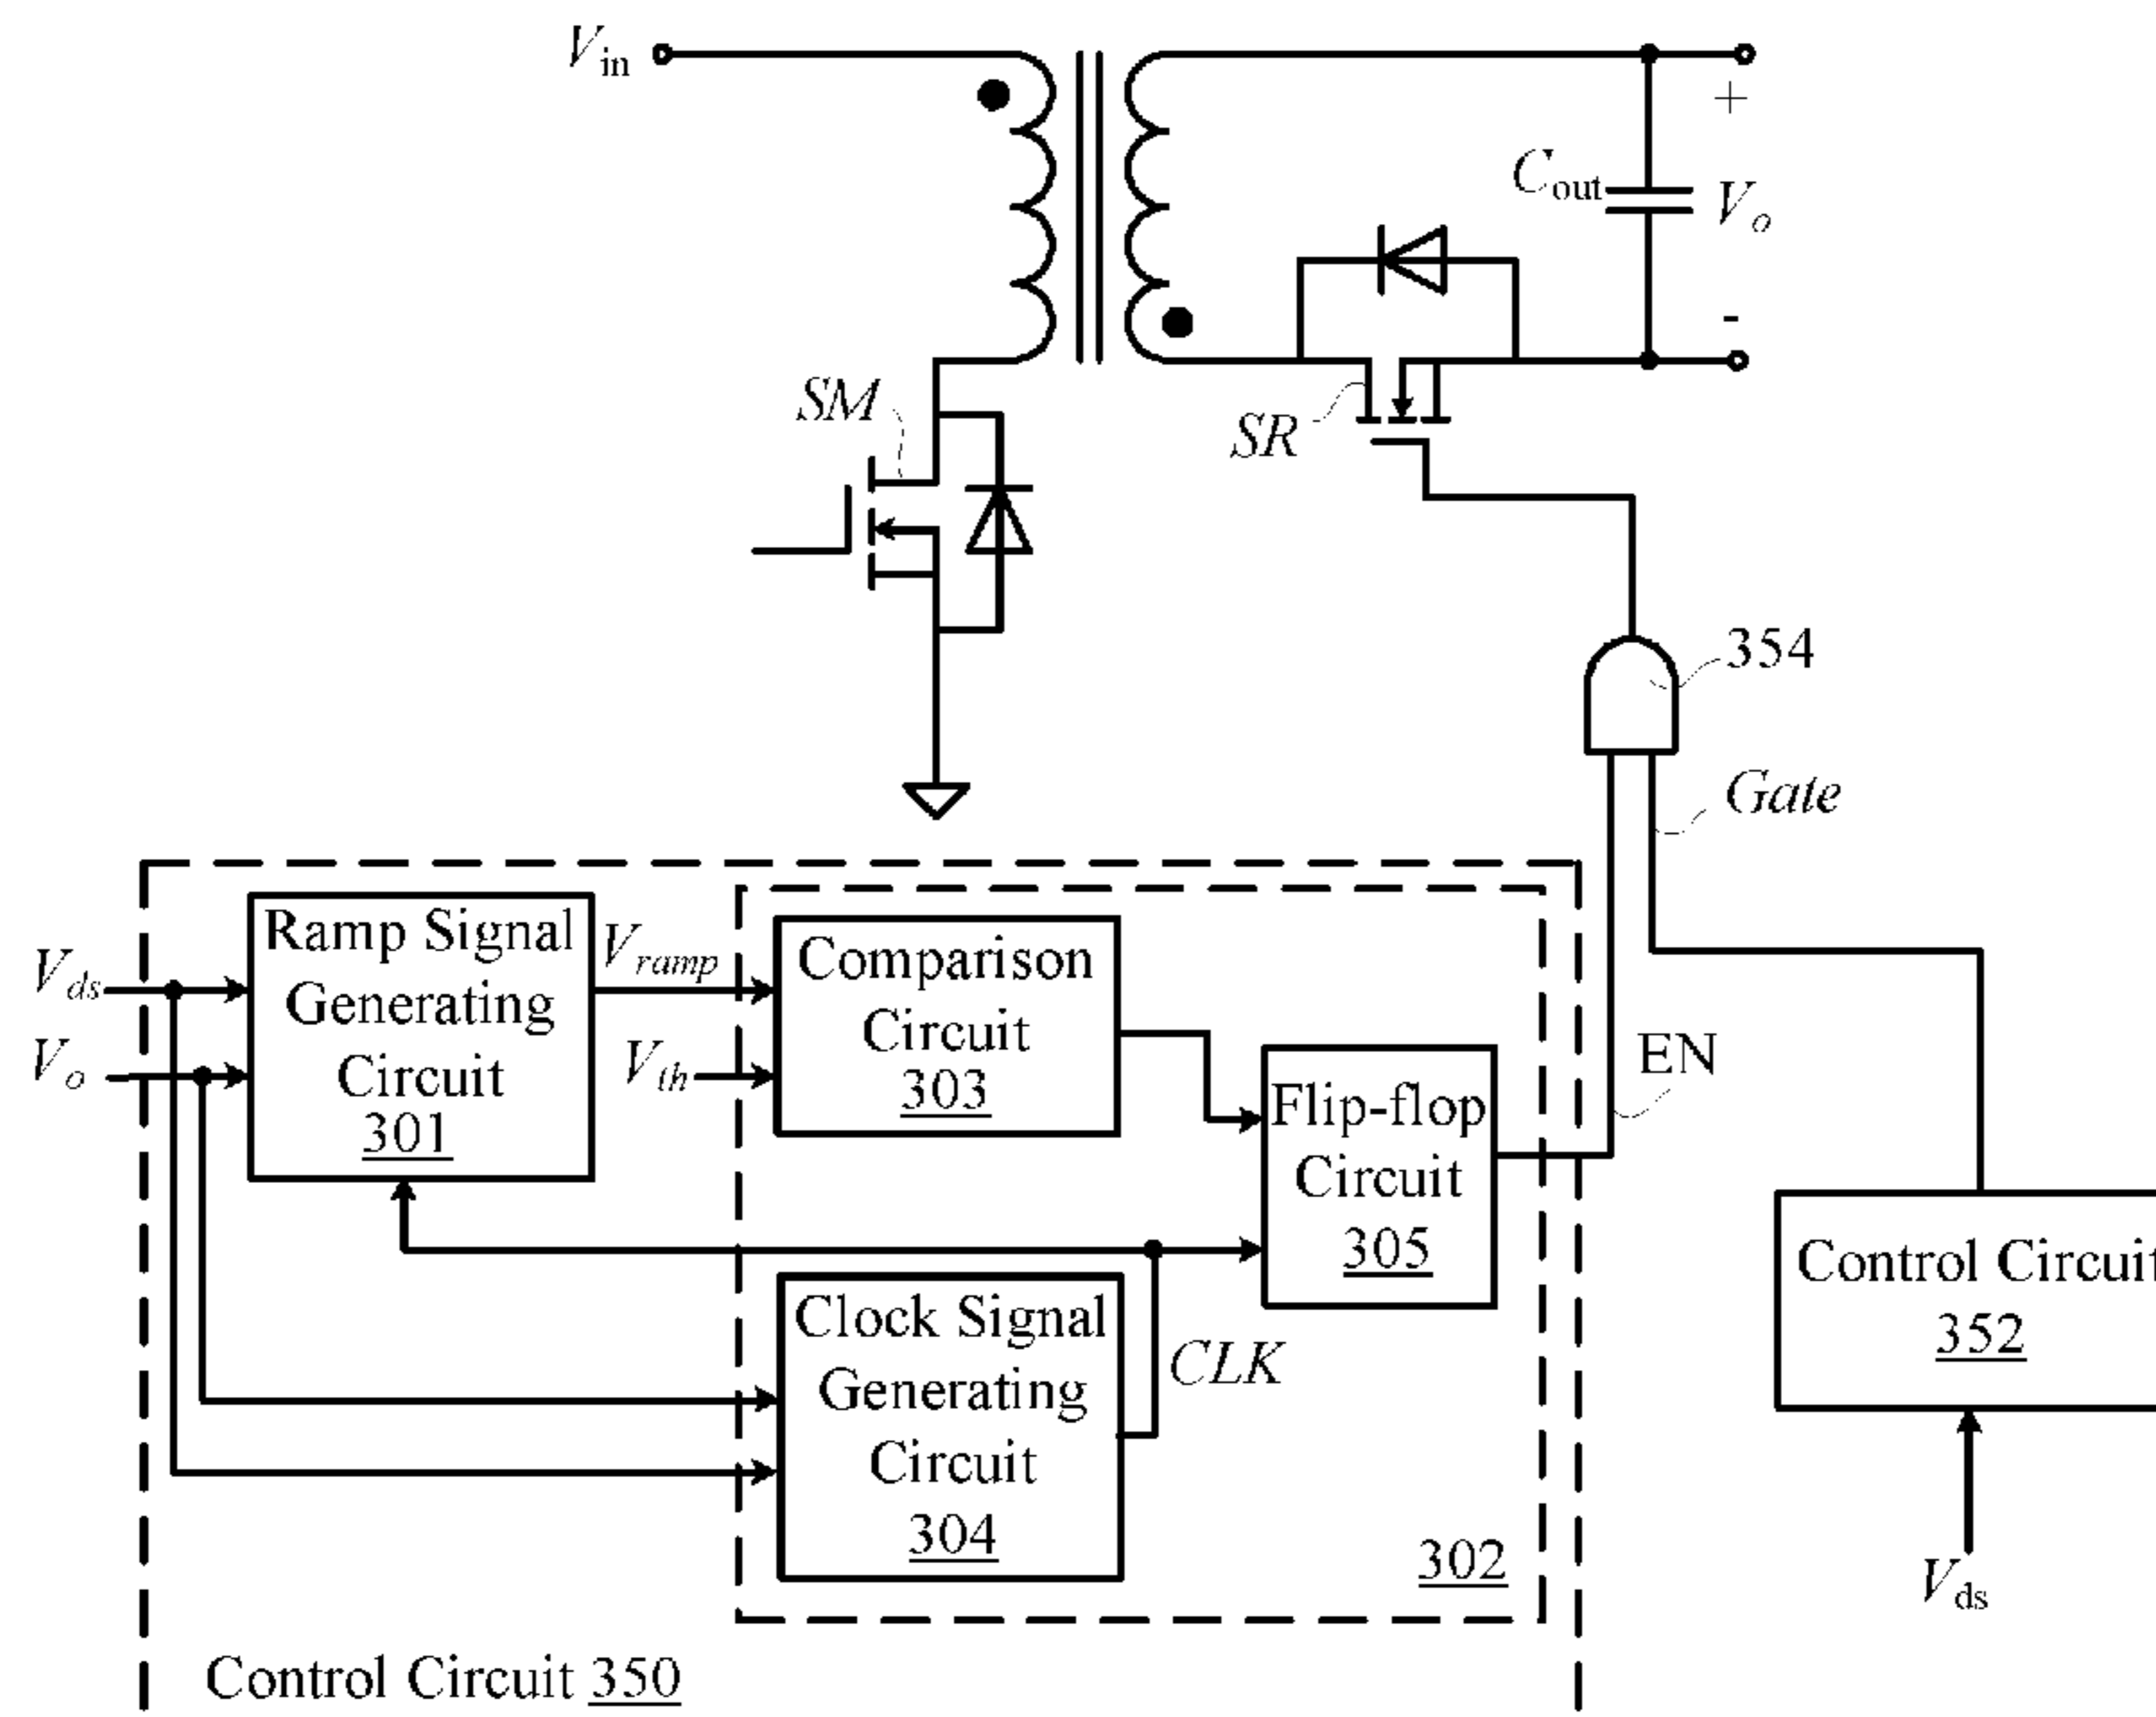 Vin
+
Cout
Vo
-
SM
SR
354
Gate
Ramp Signal
Generating
Circuit
301
Vds
Vo
Vramp
Vth
Comparison
Circuit
303
EN
Flip-flop
Circuit
305
Control Circuit
352
Clock Signal
Generating
Circuit
304
CLK
302
Vds
Control Circuit 350